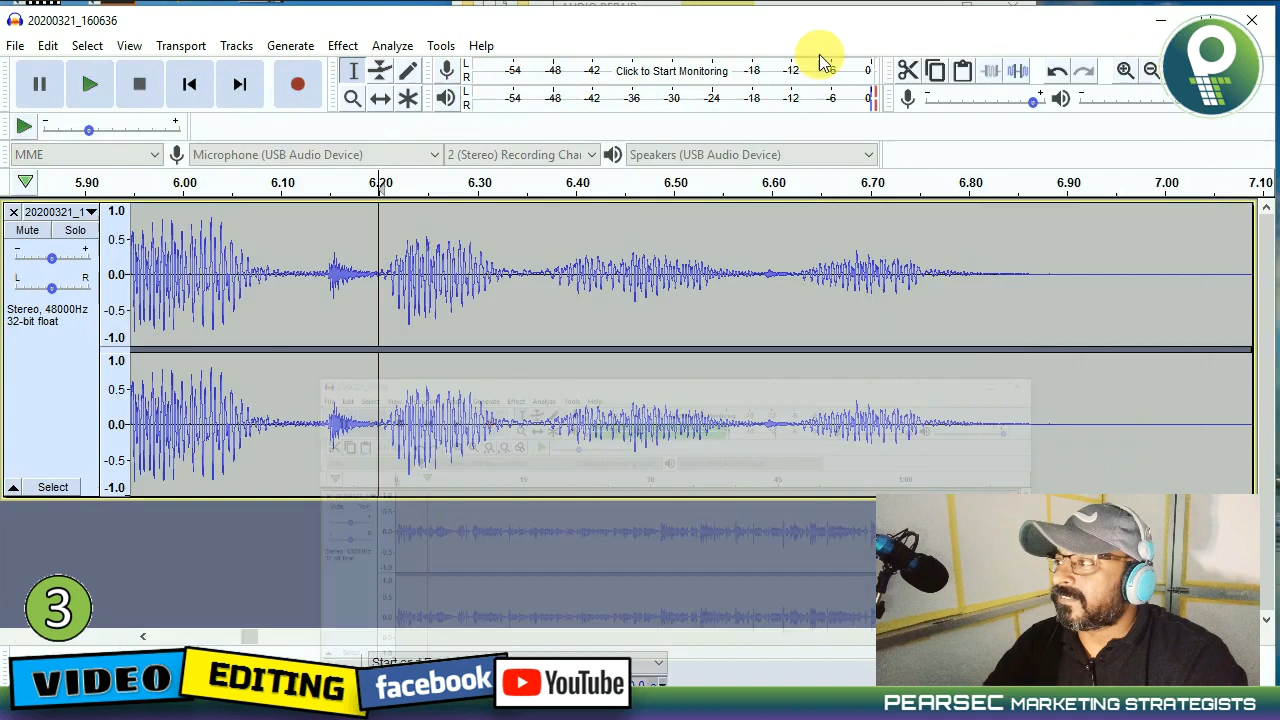 AUDIO REPAIR
20200321_160636
File Edit Select View Transport Tracks Generate Effect Analyze Tools Help
L R -54 -48 -42 Click to Start Monitoring -18 -12 -6 0
L R -54 -48 -42 -36 -30 -24 -18 -12 -6 0
- +
- +
- +
MME Microphone (USB Audio Device) 2 (Stereo) Recording Chai Speakers (USB Audio Device)
5.90 6.00 6.10 6.20 6.30 6.40 6.50 6.60 6.70 6.80 6.90 7.00 7.10
20200321_1
Mute Solo
- +
L R
Stereo, 48000Hz
32-bit float
1.0
0.5
0.0
-0.5
-1.0
1.0
0.5
0.0
-0.5
-1.0
Select
3
VIDEO EDITING facebook YouTube
PEARSEC MARKETING STRATEGISTS